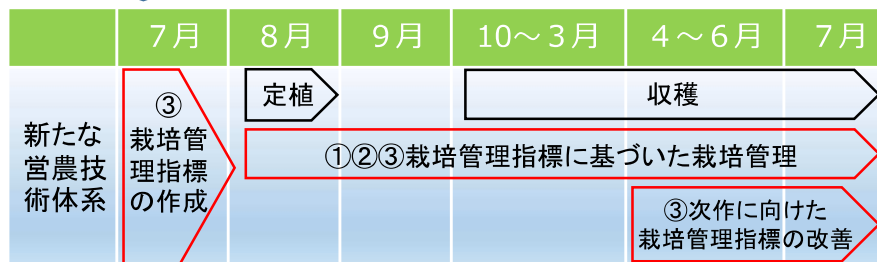 7月 8月 9月 10～3月 4～6月 7月
新たな
営農技
術体系
③
栽培管
理指標
の作成
定植
収穫
①②③栽培管理指標に基づいた栽培管理
③次作に向けた
栽培管理指標の改善